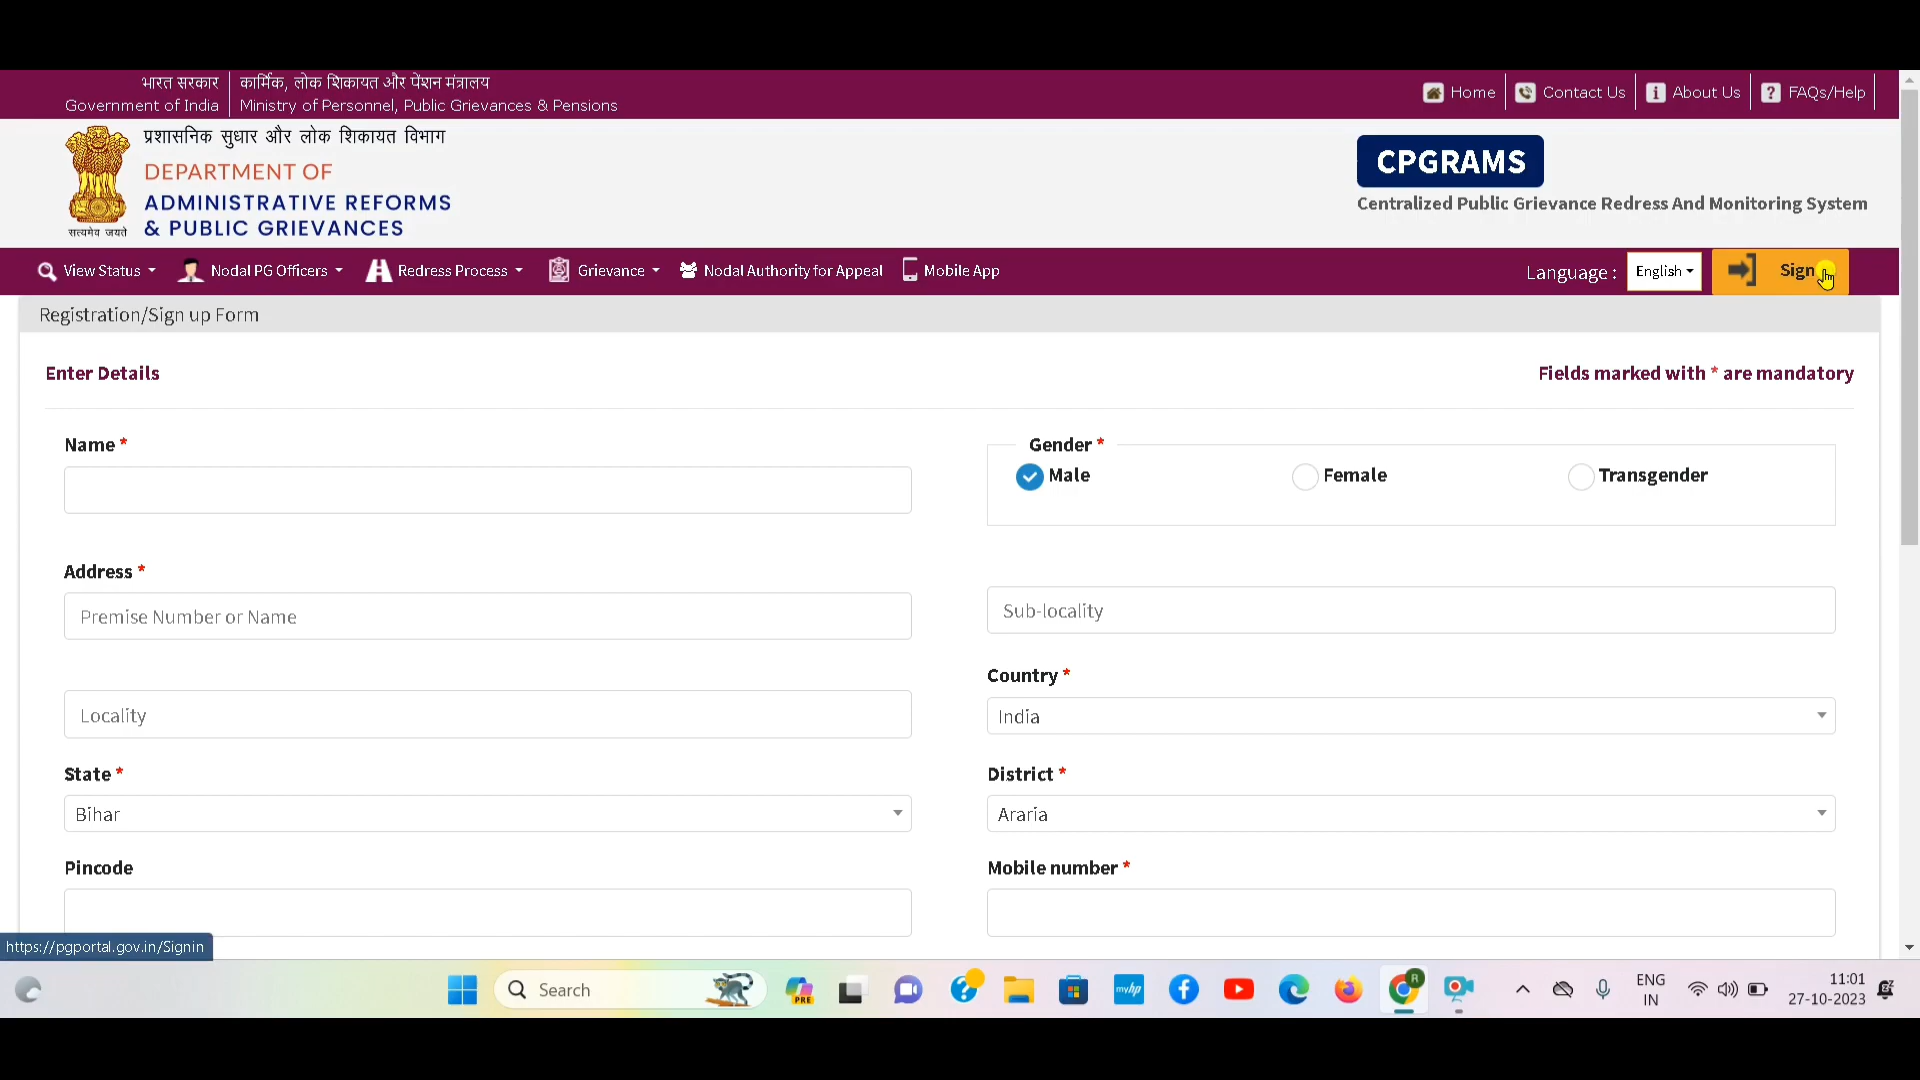 भारत सरकार
Government of India
कार्मिक, लोक शिकायत और पेंशन मंत्रालय
Ministry of Personnel, Public Grievances & Pensions
Home
Contact Us
About Us
FAQs/Help
सत्यमेव जयते
प्रशासनिक सुधार और लोक शिकायत विभाग
DEPARTMENT OF
ADMINISTRATIVE REFORMS
& PUBLIC GRIEVANCES
CPGRAMS
Centralized Public Grievance Redress And Monitoring System
View Status
Nodal PG Officers
Redress Process
Grievance
Nodal Authority for Appeal
Mobile App
Language :
English
Sign
Registration/Sign up Form
Enter Details
Fields marked with * are mandatory
Name *
Gender *
Male
Female
Transgender
Address *
Premise Number or Name
Sub-locality
Locality
Country *
India
State *
Bihar
District *
Araria
Pincode
Mobile number *
https://pgportal.gov.in/Signin
Search
PRE
myhp
R
ENG
IN
11:01
27-10-2023